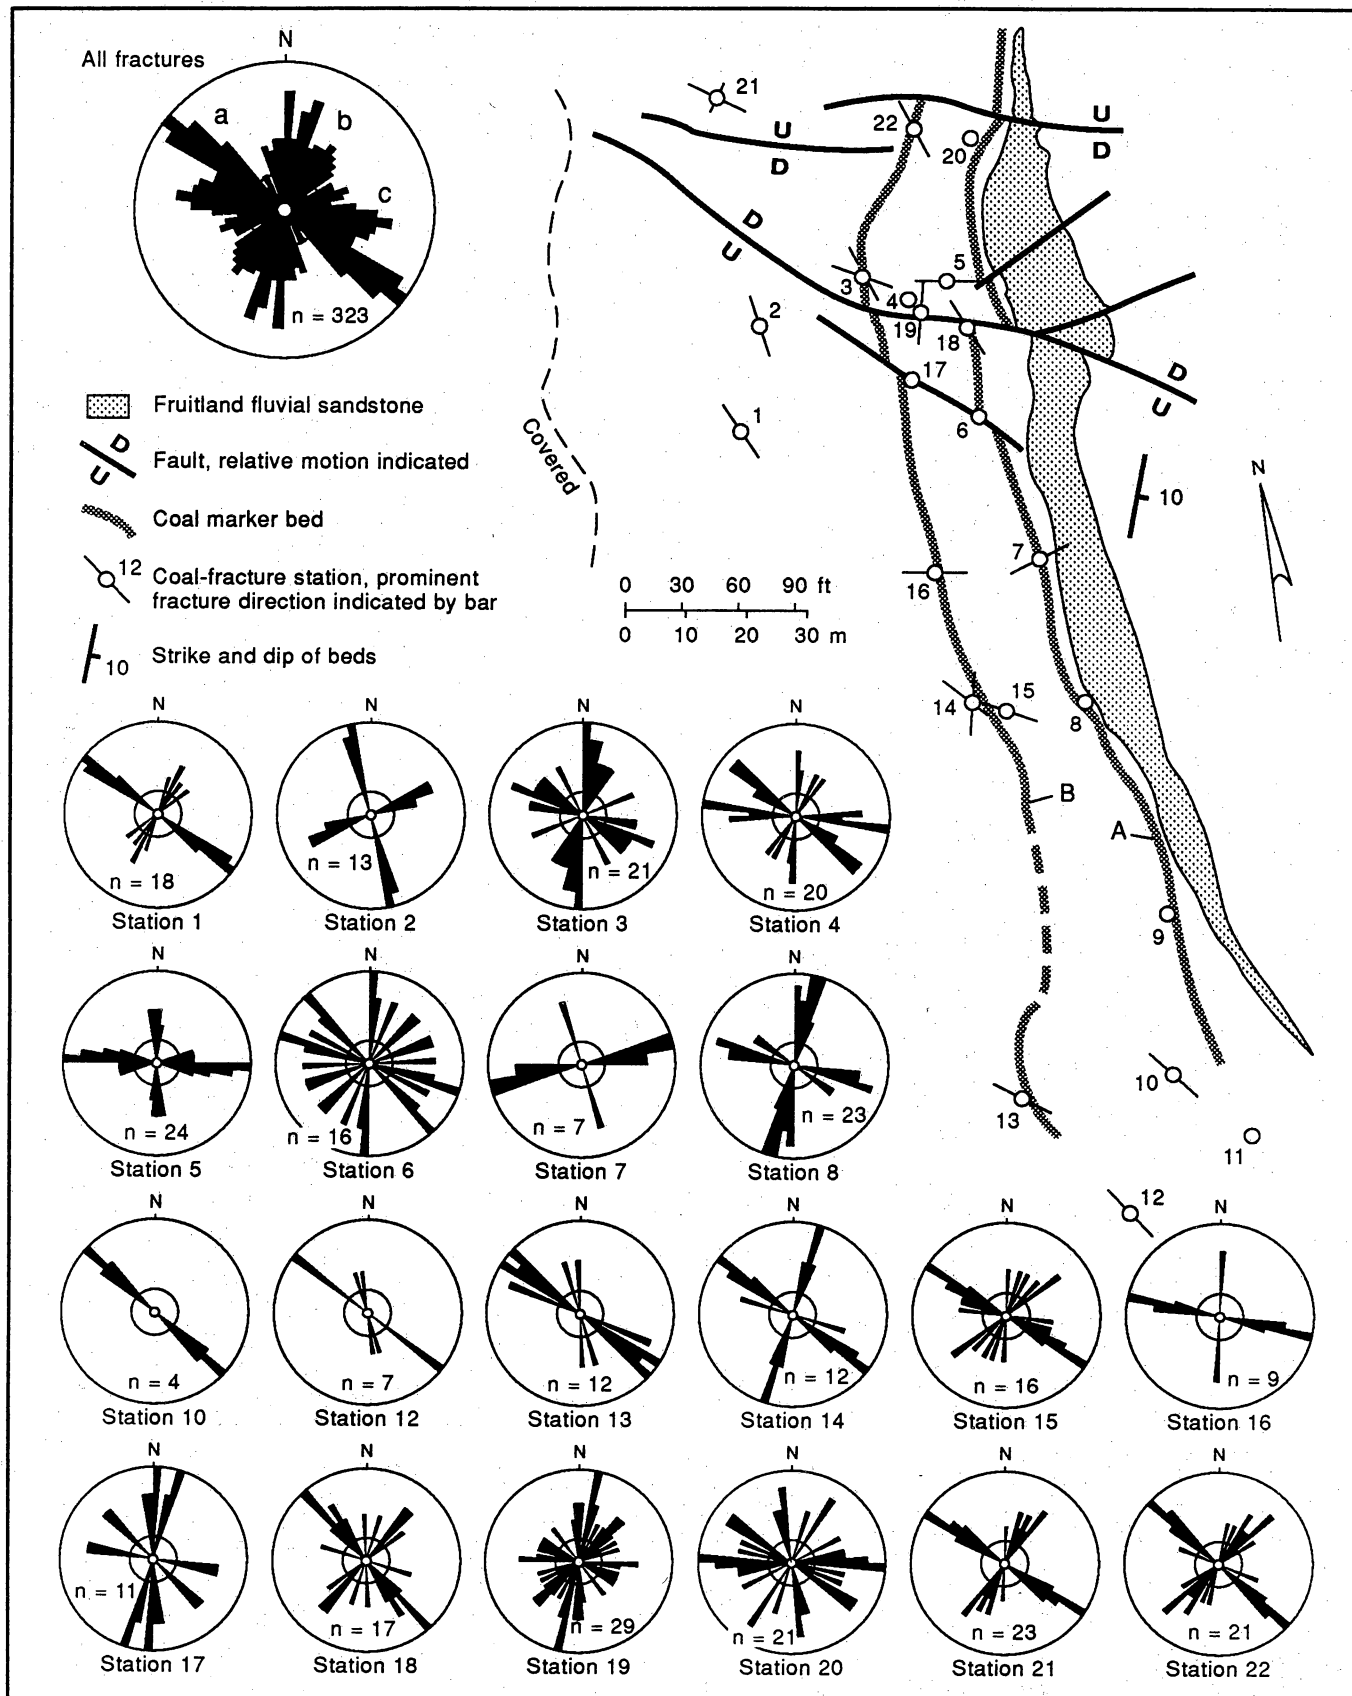 All fractures
N
a
b
c
n = 323
Fruitland fluvial sandstone
D
U
Fault, relative motion indicated
Coal marker bed
12
Coal-fracture station, prominent
fracture direction indicated by bar
10
Strike and dip of beds
Covered
21
U
D
22
20
U
D
D
U
3
4
5
19
18
2
17
6
1
D
U
10
N
7
16
0 30 60 90 ft
0 10 20 30 m
14
15
8
B
A
9
10
13
11
12
N
n = 18
Station 1
N
n = 13
Station 2
N
n = 21
Station 3
N
n = 20
Station 4
N
n = 24
Station 5
N
n = 16
Station 6
N
n = 7
Station 7
N
n = 23
Station 8
N
n = 4
Station 10
N
n = 7
Station 12
N
n = 12
Station 13
N
n = 12
Station 14
N
n = 16
Station 15
N
n = 9
Station 16
N
n = 11
Station 17
N
n = 17
Station 18
N
n = 29
Station 19
N
n = 21
Station 20
N
n = 23
Station 21
N
n = 21
Station 22